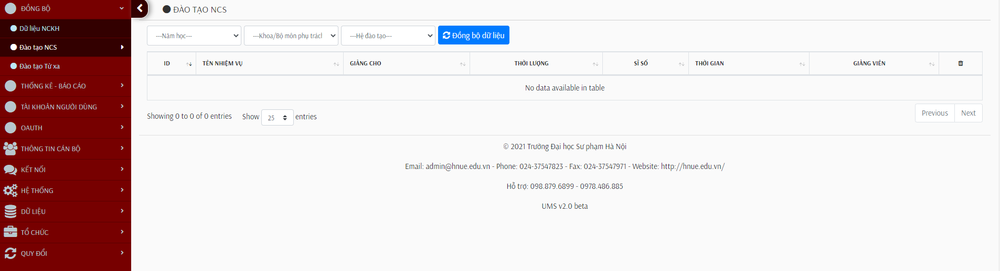 ĐỒNG BỘ
Dữ liệu NCKH
Đào tạo NCS
Đào tạo Từ xa
THỐNG KÊ - BÁO CÁO
TÀI KHOẢN NGƯỜI DÙNG
OAUTH
THÔNG TIN CÁN BỘ
KẾT NỐI
HỆ THỐNG
DỮ LIỆU
TỔ CHỨC
QUY ĐỔI
ĐÀO TẠO NCS
---Năm học--- ---Khoa/Bộ môn phụ trách ---Hệ đào tạo--- Đồng bộ dữ liệu
ID TÊN NHIỆM VỤ GIẢNG CHO THỜI LƯỢNG SĨ SỐ THỜI GIAN GIẢNG VIÊN
No data available in table
Showing 0 to 0 of 0 entries Show 25 entries Previous Next
© 2021 Trường Đại học Sư phạm Hà Nội
Email: admin@hnue.edu.vn - Phone: 024-37547823 - Fax: 024-37547971 - Website: http://hnue.edu.vn/
Hỗ trợ: 098.879.6899 - 0978.486.885
UMS v2.0 beta